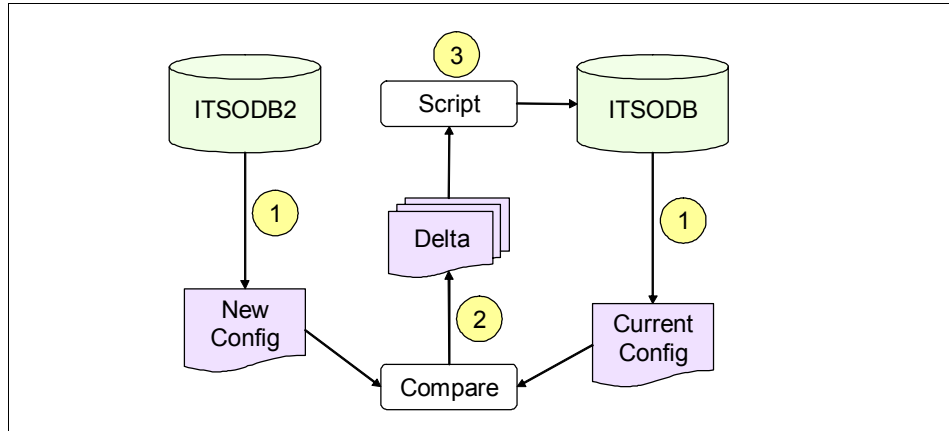 3
ITSODB2
Script
ITSODB
1
1
Delta
2
New
Config
Current
Config
Compare